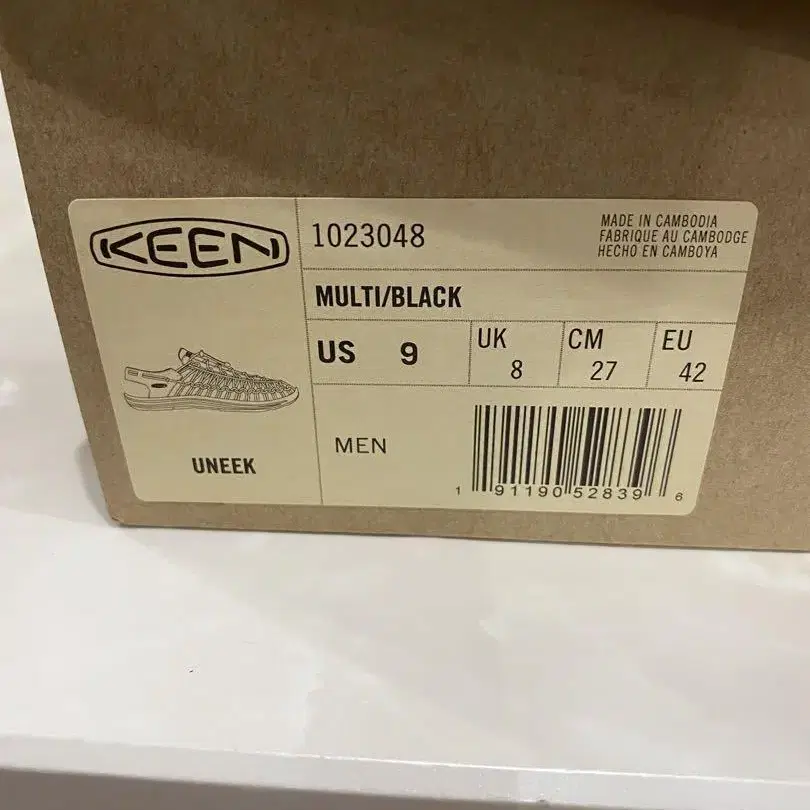 KEEN
1023048
MADE IN CAMBODIA
FABRIQUE AU CAMBODGE
HECHO EN CAMBOYA
MULTI/BLACK
US 9
UK 8
CM 27
EU 42
UNEEK
MEN
1 91190 52839 6